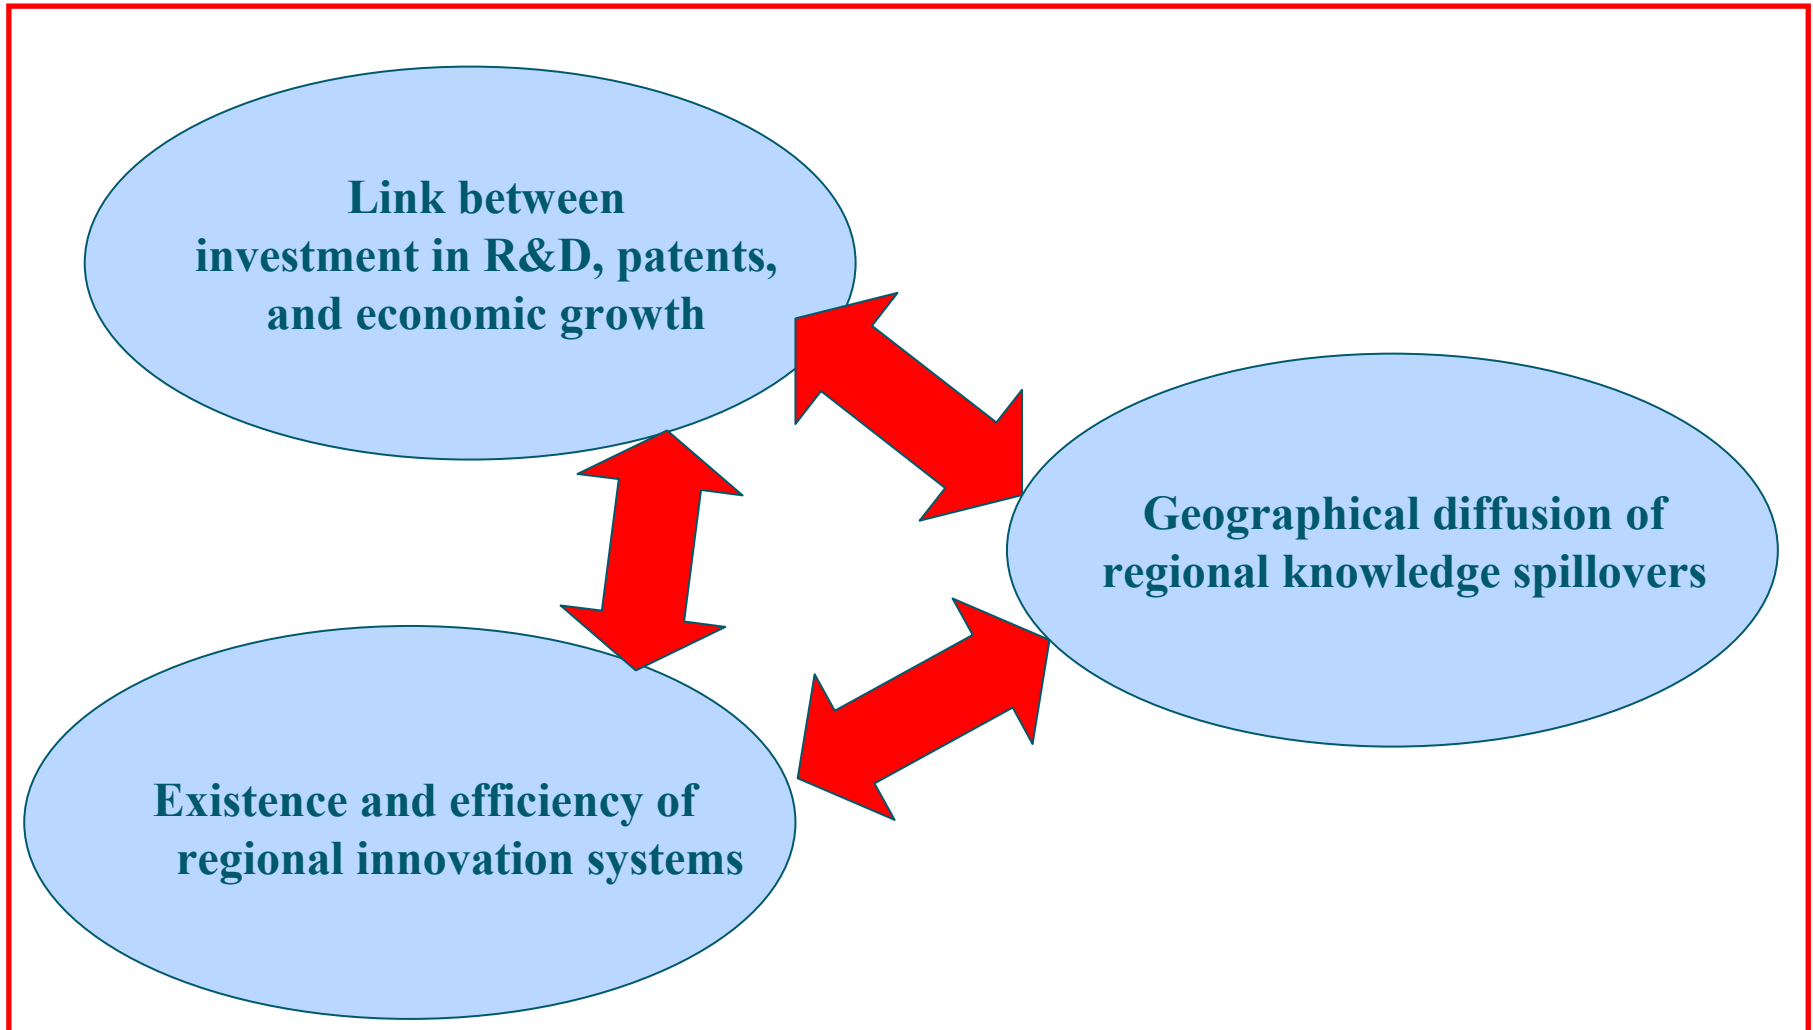 Link between
investment in R&D, patents,
and economic growth
Geographical diffusion of
regional knowledge spillovers
Existence and efficiency of
regional innovation systems